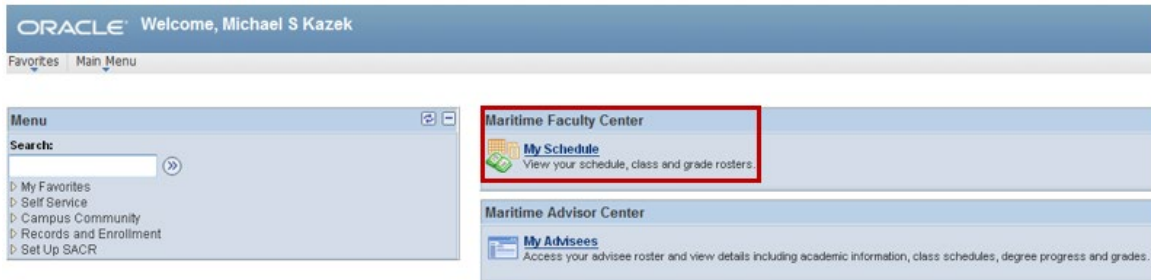 ORACLE Welcome, Michael S Kazek
Favorites Main Menu
Menu
Search:
My Favorites
Self Service
Campus Community
Records and Enrollment
Set Up SACR
Maritime Faculty Center
My Schedule
View your schedule, class and grade rosters.
Maritime Advisor Center
My Advisees
Access your advisee roster and view details including academic information, class schedules, degree progress and grades.